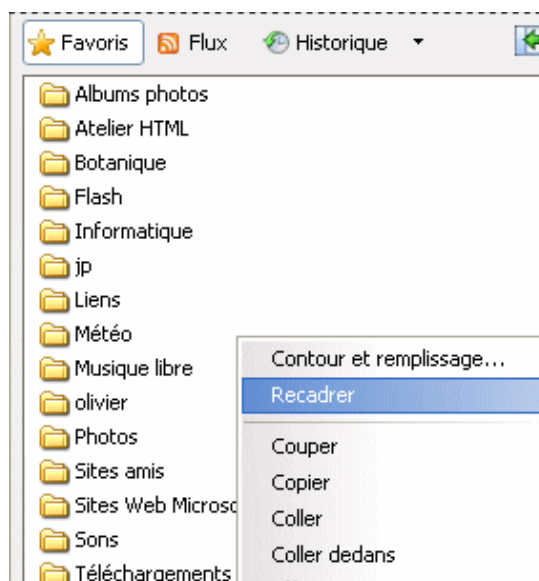 Favoris Flux Historique
Albums photos
Atelier HTML
Botanique
Flash
Informatique
jp
Liens
Météo
Musique libre
olivier
Photos
Sites amis
Sites Web
Sons
Téléchargements
Contour et remplissage...
Recadrer
Couper
Copier
Coller
Coller dedans